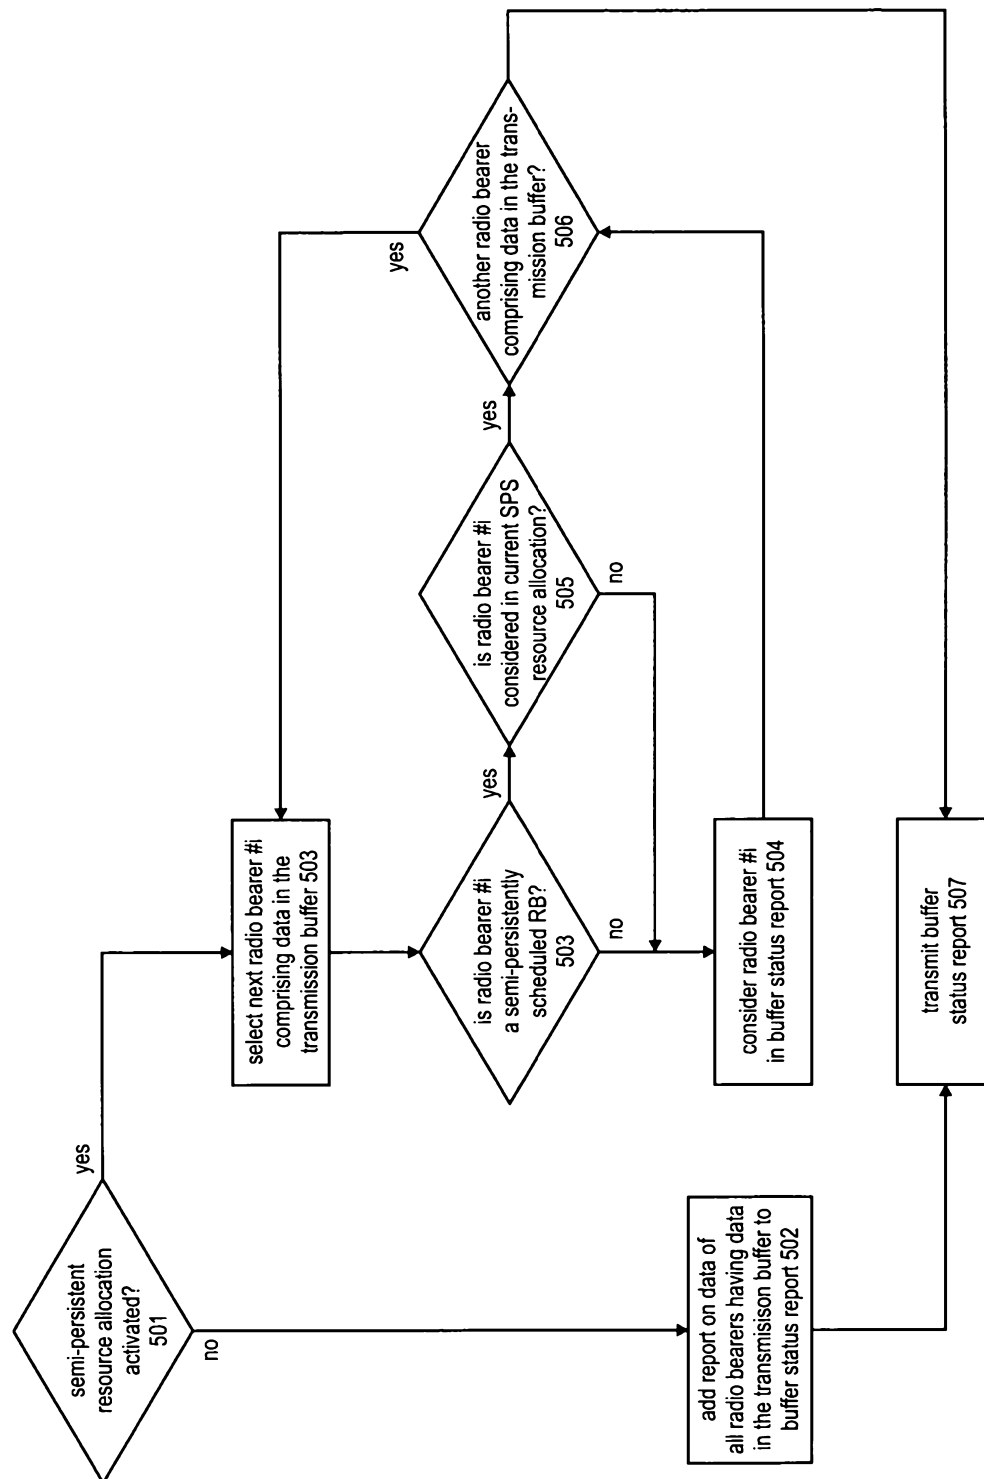 semi-persistent
resource allocation
activated?
501
yes
no
add report on data of
all radio bearers having data
in the transmisison buffer to
buffer status report 502
select next radio bearer #i
comprising data in the
transmission buffer 503
is radio bearer #i
a semi-persistently
scheduled RB?
503
yes
no
is radio bearer #i
considered in current SPS
resource allocation?
505
yes
no
consider radio bearer #i
in buffer status report 504
another radio bearer
comprising data in the trans-
mission buffer?
506
yes
transmit buffer
status report 507